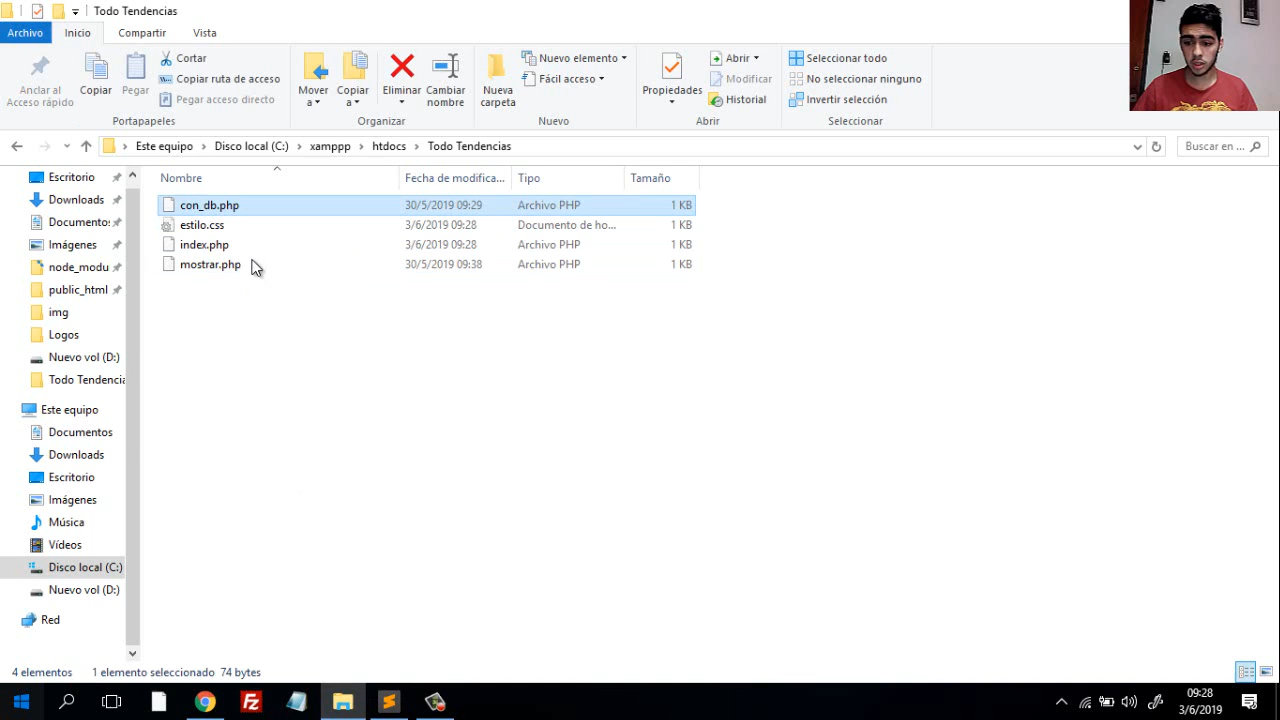 Todo Tendencias
Archivo Inicio Compartir Vista
Anclar al Acceso rápido
Copiar
Pegar
Cortar
Copiar ruta de acceso
Pegar acceso directo
Portapapeles
Mover a
Copiar a
Eliminar
Cambiar nombre
Organizar
Nueva carpeta
Nuevo elemento
Fácil acceso
Nuevo
Propiedades
Abrir
Modificar
Historial
Abrir
Seleccionar todo
No seleccionar ninguno
Invertir selección
Seleccionar
Este equipo > Disco local (C:) > xamppp > htdocs > Todo Tendencias
Buscar en ...
Nombre Fecha de modifica... Tipo Tamaño
con_db.php 30/5/2019 09:29 Archivo PHP 1 KB
estilo.css 3/6/2019 09:28 Documento de ho... 1 KB
index.php 3/6/2019 09:28 Archivo PHP 1 KB
mostrar.php 30/5/2019 09:38 Archivo PHP 1 KB
Escritorio
Downloads
Documentos
Imágenes
node_modu
public_html
img
Logos
Nuevo vol (D:)
Todo Tendencia
Este equipo
Documentos
Downloads
Escritorio
Imágenes
Música
Vídeos
Disco local (C:)
Nuevo vol (D:)
Red
4 elementos 1 elemento seleccionado 74 bytes
Fz
09:28
3/6/2019